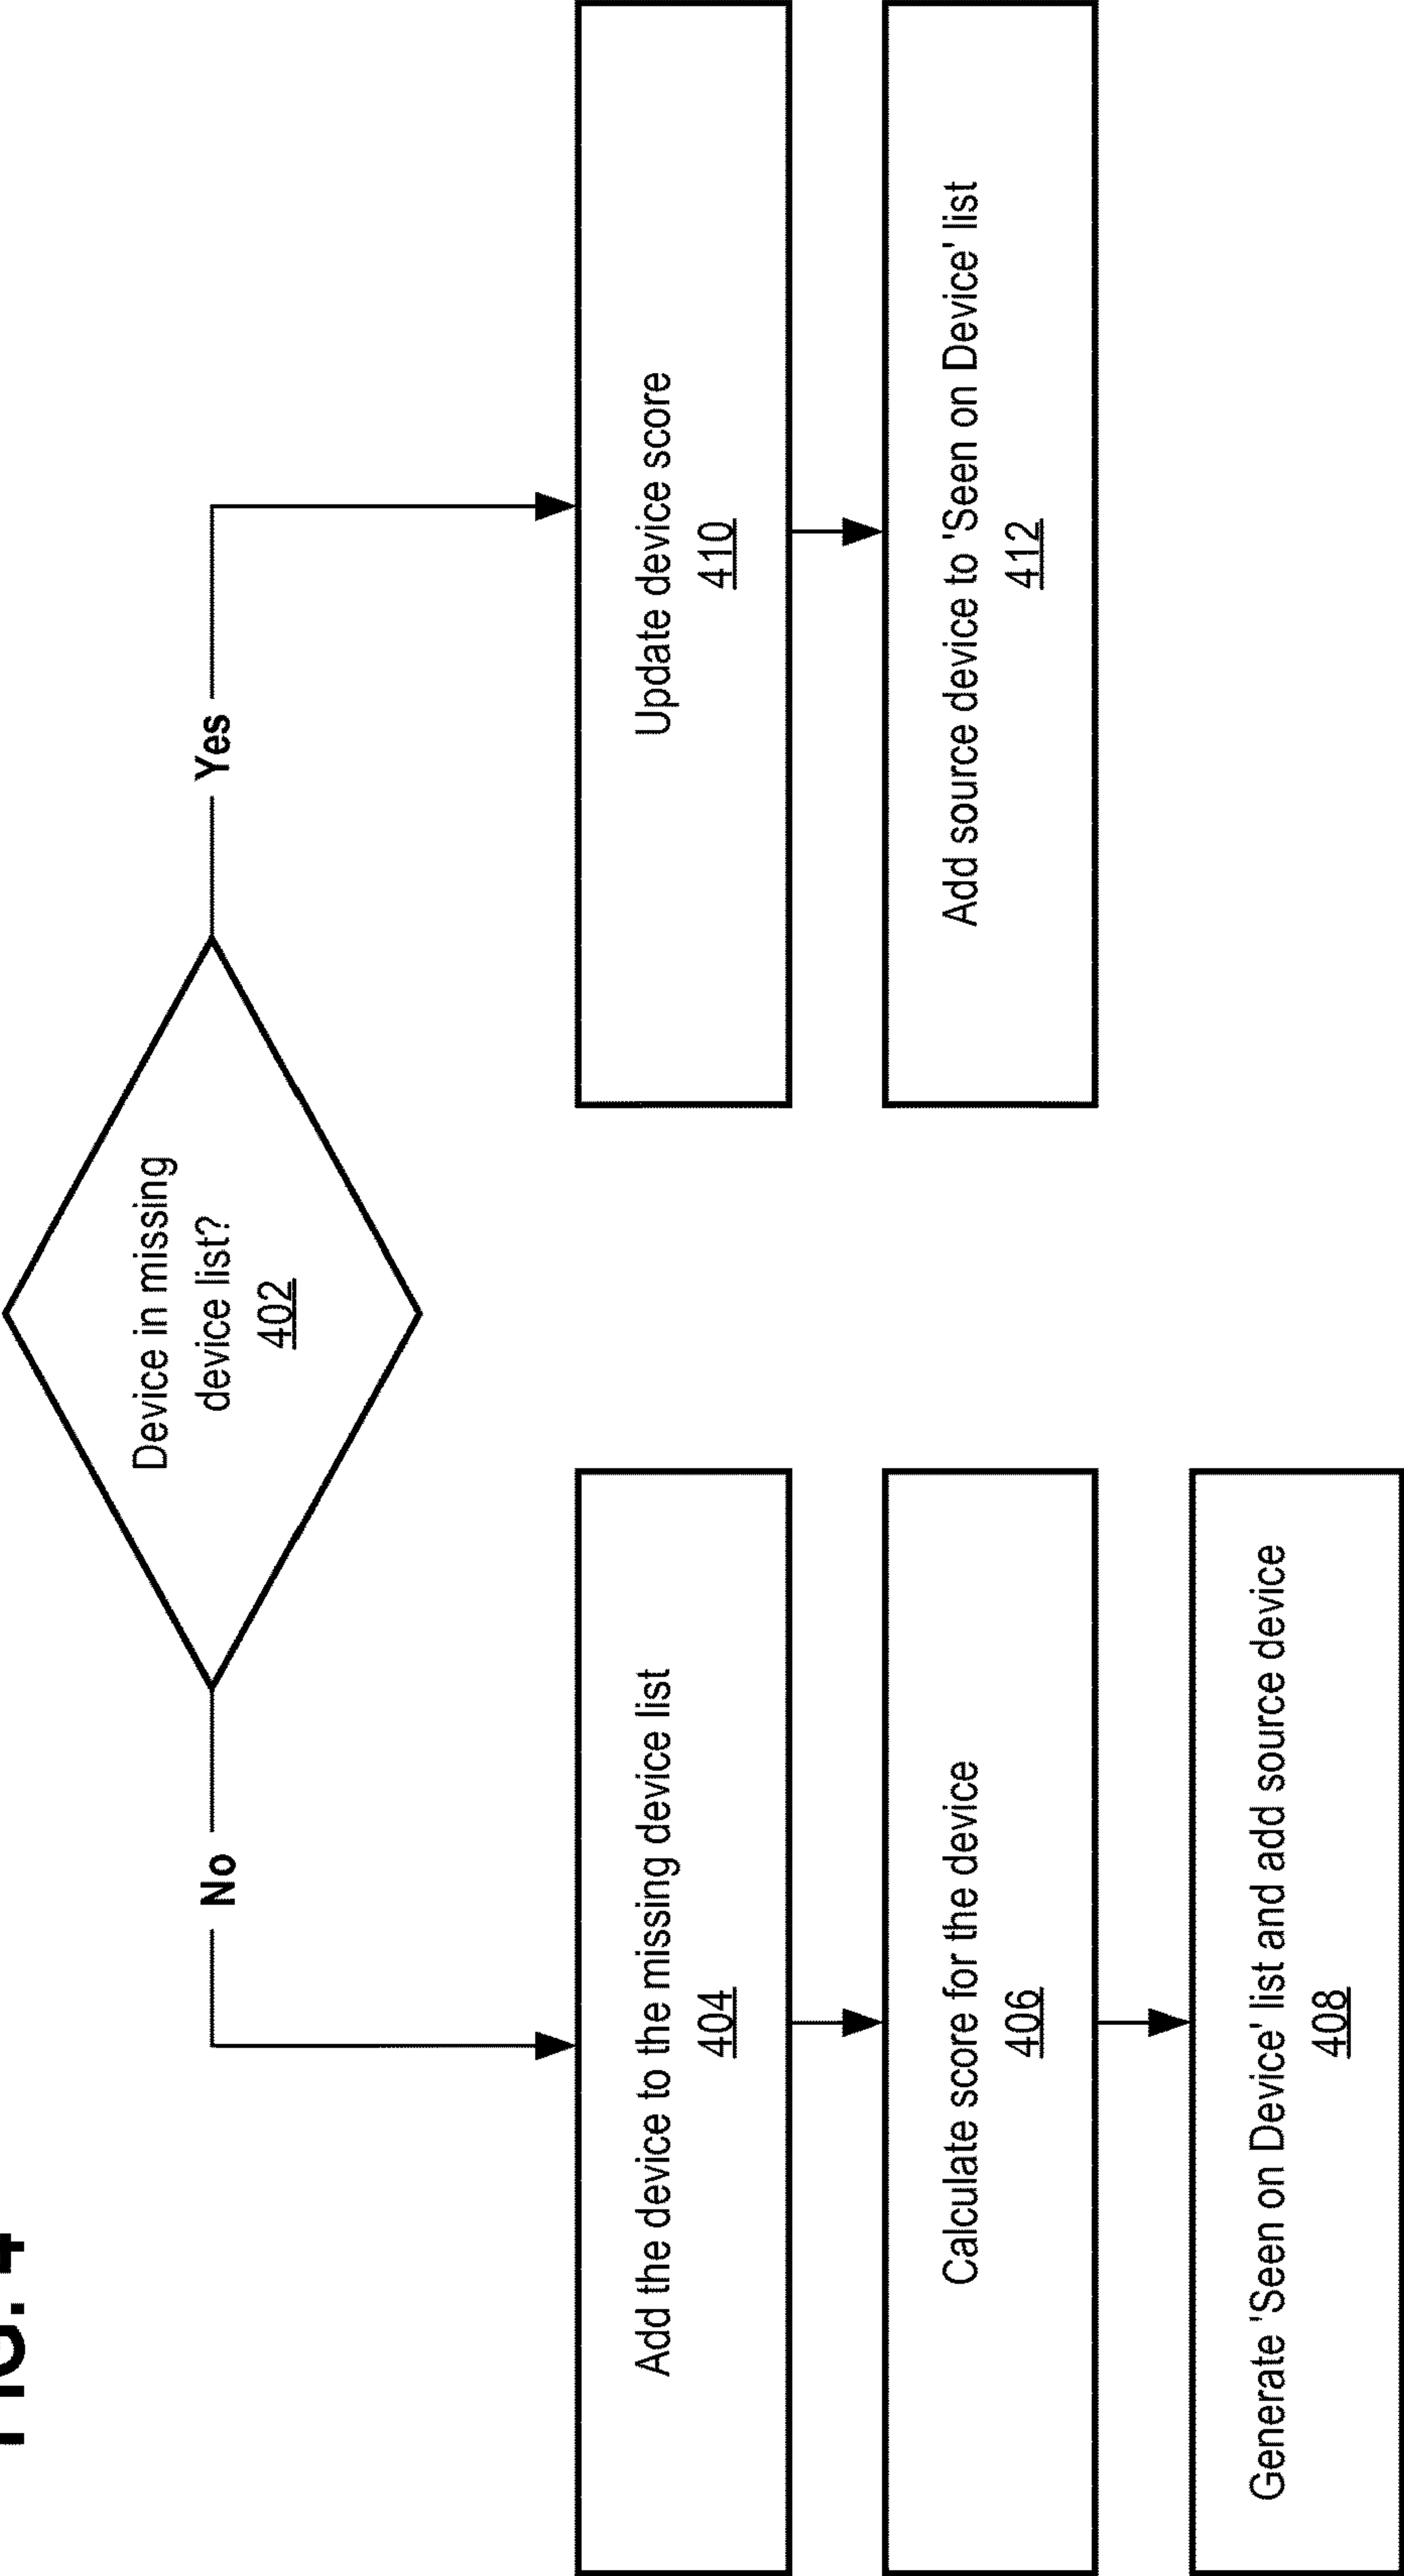 Device in missing
device list?
402
No
Yes
Add the device to the missing device list
404
Calculate score for the device
406
Generate 'Seen on Device' list and add source device
408
Update device score
410
Add source device to 'Seen on Device' list
412